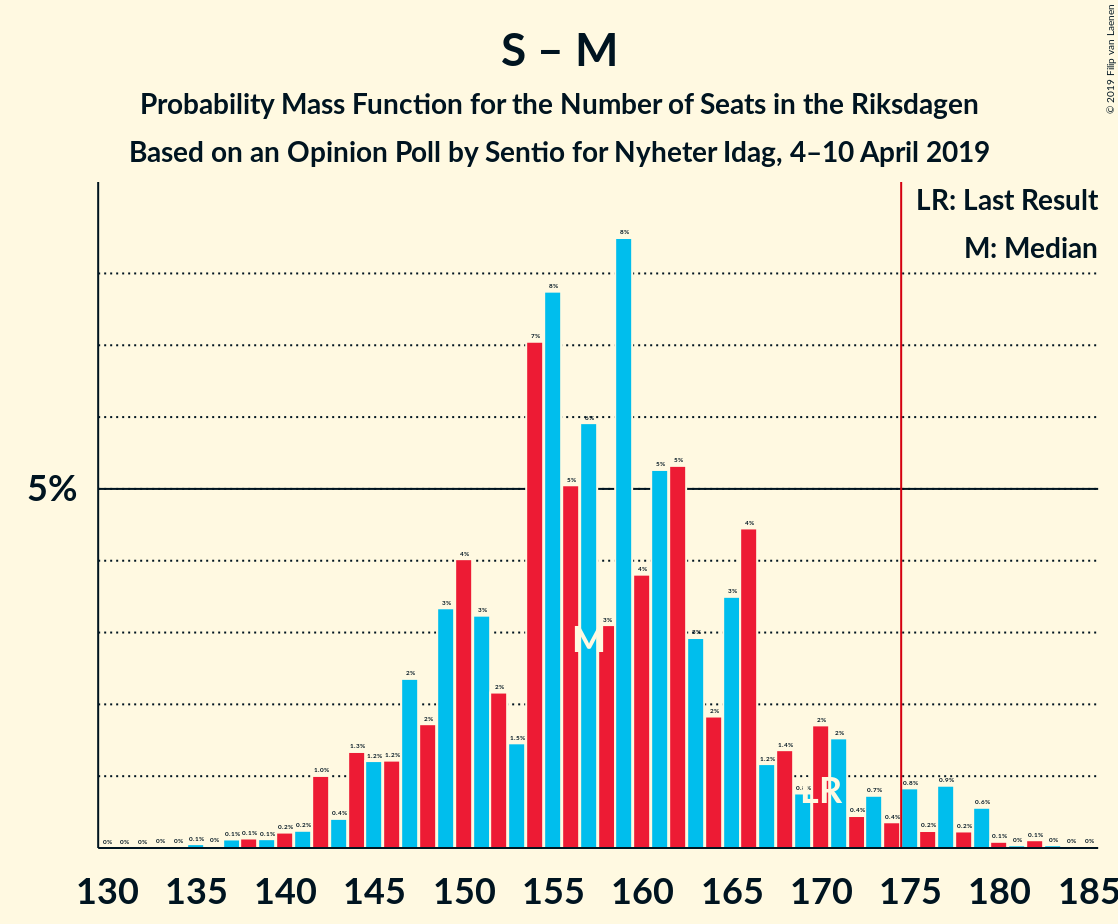 S – M
Probability Mass Function for the Number of Seats in the Riksdagen
Based on an Opinion Poll by Sentio for Nyheter Idag, 4–10 April 2019
© 2019 Filip van Laenen
LR: Last Result
M: Median
5%
0% 0% 0% 0% 0% 0.1% 0% 0.1% 0.1% 0.1% 0.2% 0.2% 1.0% 0.4% 1.3% 1.2% 1.2% 2% 2% 3% 4% 3% 2% 1.5% 7% 8% 5% 6% 3% 8% 4% 5% 5% 3% 2% 3% 4% 1.2% 1.4% 2% 2% 0.4% 0.7% 0.4% 0.8% 0.2% 0.9% 0.2% 0.6% 0.1% 0% 0.1% 0% 0% 0%
M
LR
130 135 140 145 150 155 160 165 170 175 180 185